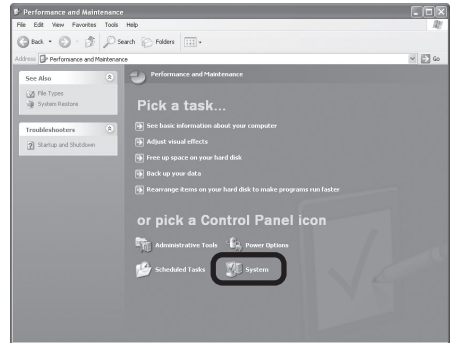 Performance and Maintenance
File Edit View Favorites Tools Help
Back Search Folders
Address Performance and Maintenance Go
See Also
File Types
System Restore
Troubleshooters
Startup and Shutdown
Performance and Maintenance
Pick a task...
See basic information about your computer
Adjust visual effects
Free up space on your hard disk
Back up your data
Rearrange items on your hard disk to make programs run faster
or pick a Control Panel icon
Administrative Tools Power Options
Scheduled Tasks System